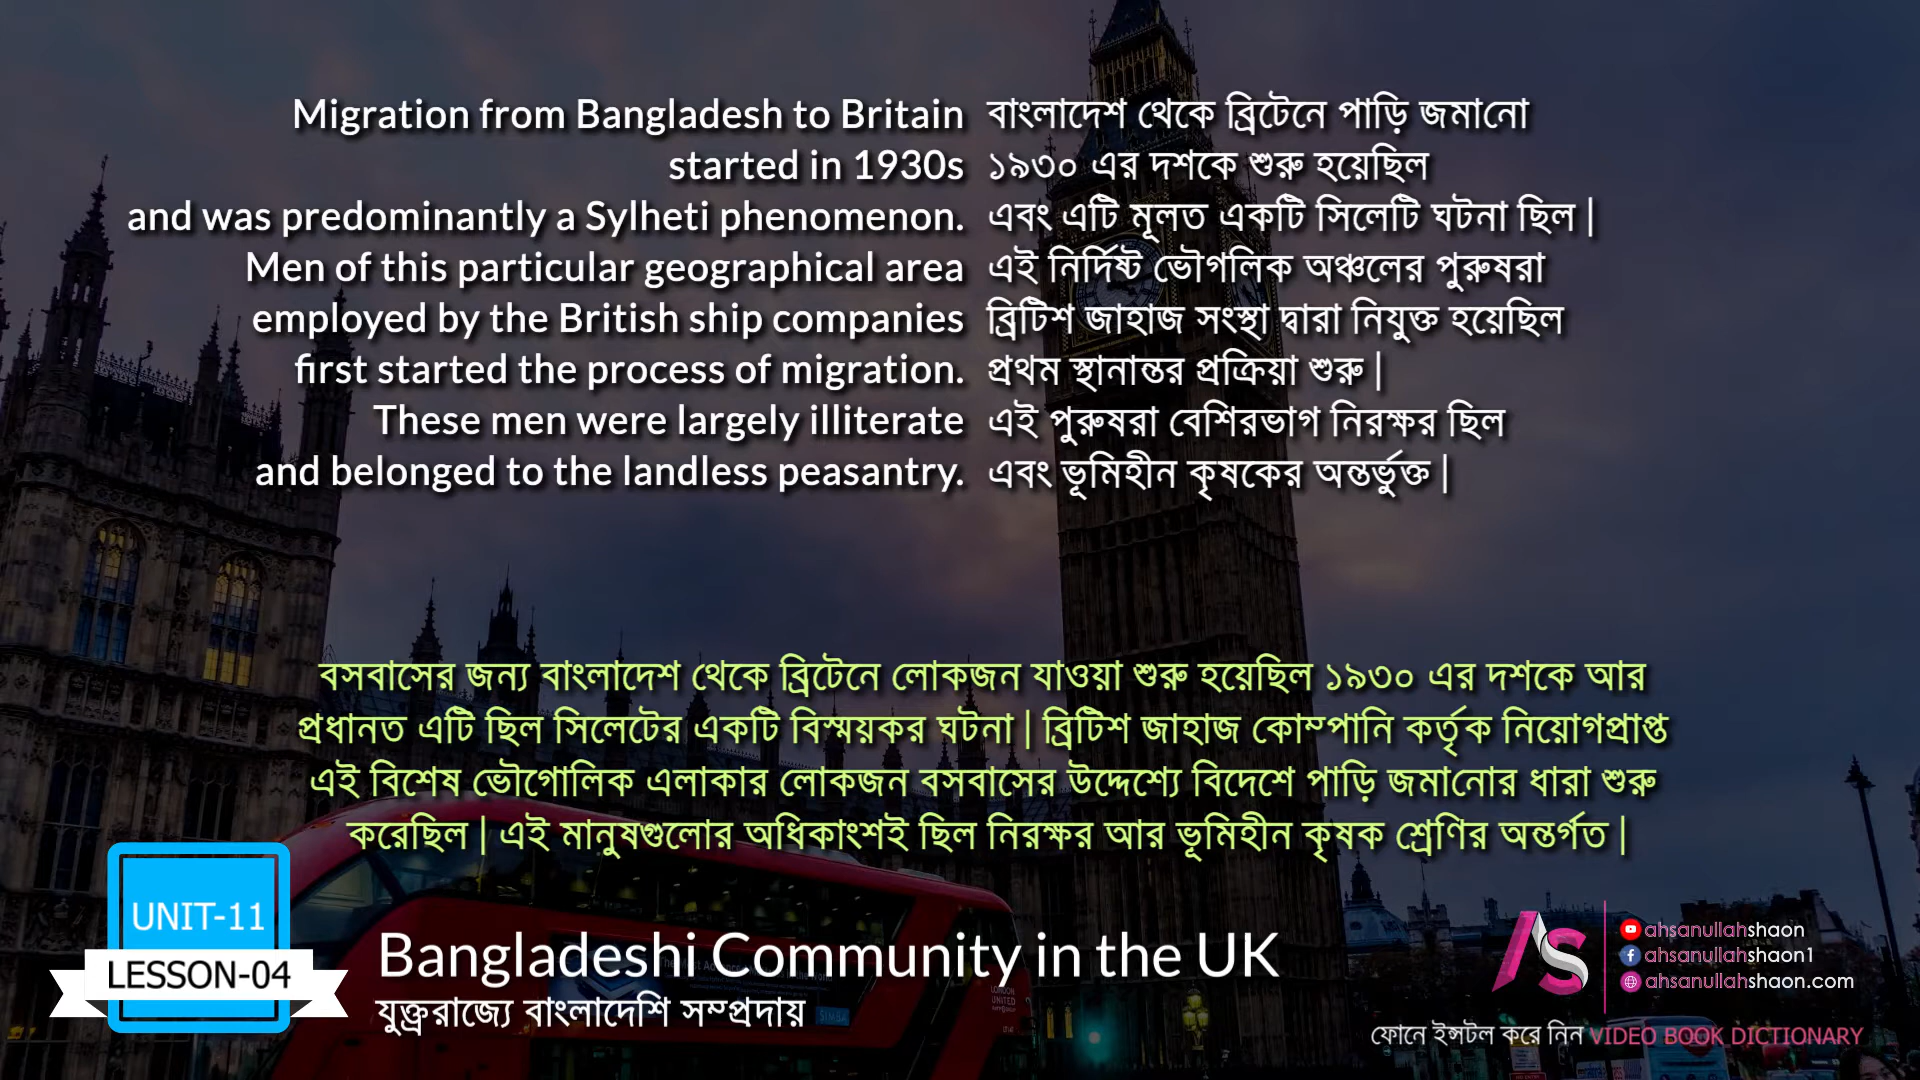 Migration from Bangladesh to Britain বাংলাদেশ থেকে ব্রিটেনে পাড়ি জমানো
started in 1930s ১৯৩০ এর দশকে শুরু হয়েছিল
and was predominantly a Sylheti phenomenon. এবং এটি মূলত একটি সিলেটি ঘটনা ছিল |
Men of this particular geographical area এই নির্দিষ্ট ভৌগলিক অঞ্চলের পুরুষরা
employed by the British ship companies ব্রিটিশ জাহাজ সংস্থা দ্বারা নিযুক্ত হয়েছিল
first started the process of migration. প্রথম স্থানান্তর প্রক্রিয়া শুরু |
These men were largely illiterate এই পুরুষরা বেশিরভাগ নিরক্ষর ছিল
and belonged to the landless peasantry. এবং ভূমিহীন কৃষকের অন্তর্ভুক্ত |
বসবাসের জন্য বাংলাদেশ থেকে ব্রিটেনে লোকজন যাওয়া শুরু হয়েছিল ১৯৩০ এর দশকে আর
প্রধানত এটি ছিল সিলেটের একটি বিস্ময়কর ঘটনা | ব্রিটিশ জাহাজ কোম্পানি কর্তৃক নিয়োগপ্রাপ্ত
এই বিশেষ ভৌগোলিক এলাকার লোকজন বসবাসের উদ্দেশ্যে বিদেশে পাড়ি জমানোর ধারা শুরু
করেছিল | এই মানুষগুলোর অধিকাংশই ছিল নিরক্ষর আর ভূমিহীন কৃষক শ্রেণির অন্তর্গত |
UNIT-11
LESSON-04
Bangladeshi Community in the UK
যুক্ত্ররাজ্যে বাংলাদেশি সম্প্রদায়
LONDON
UNITED
AS
ahsanullahshaon
ahsanullahshaon1
ahsanullahshaon.com
ফোনে ইন্সটল করে নিন VIDEO BOOK DICTIONARY